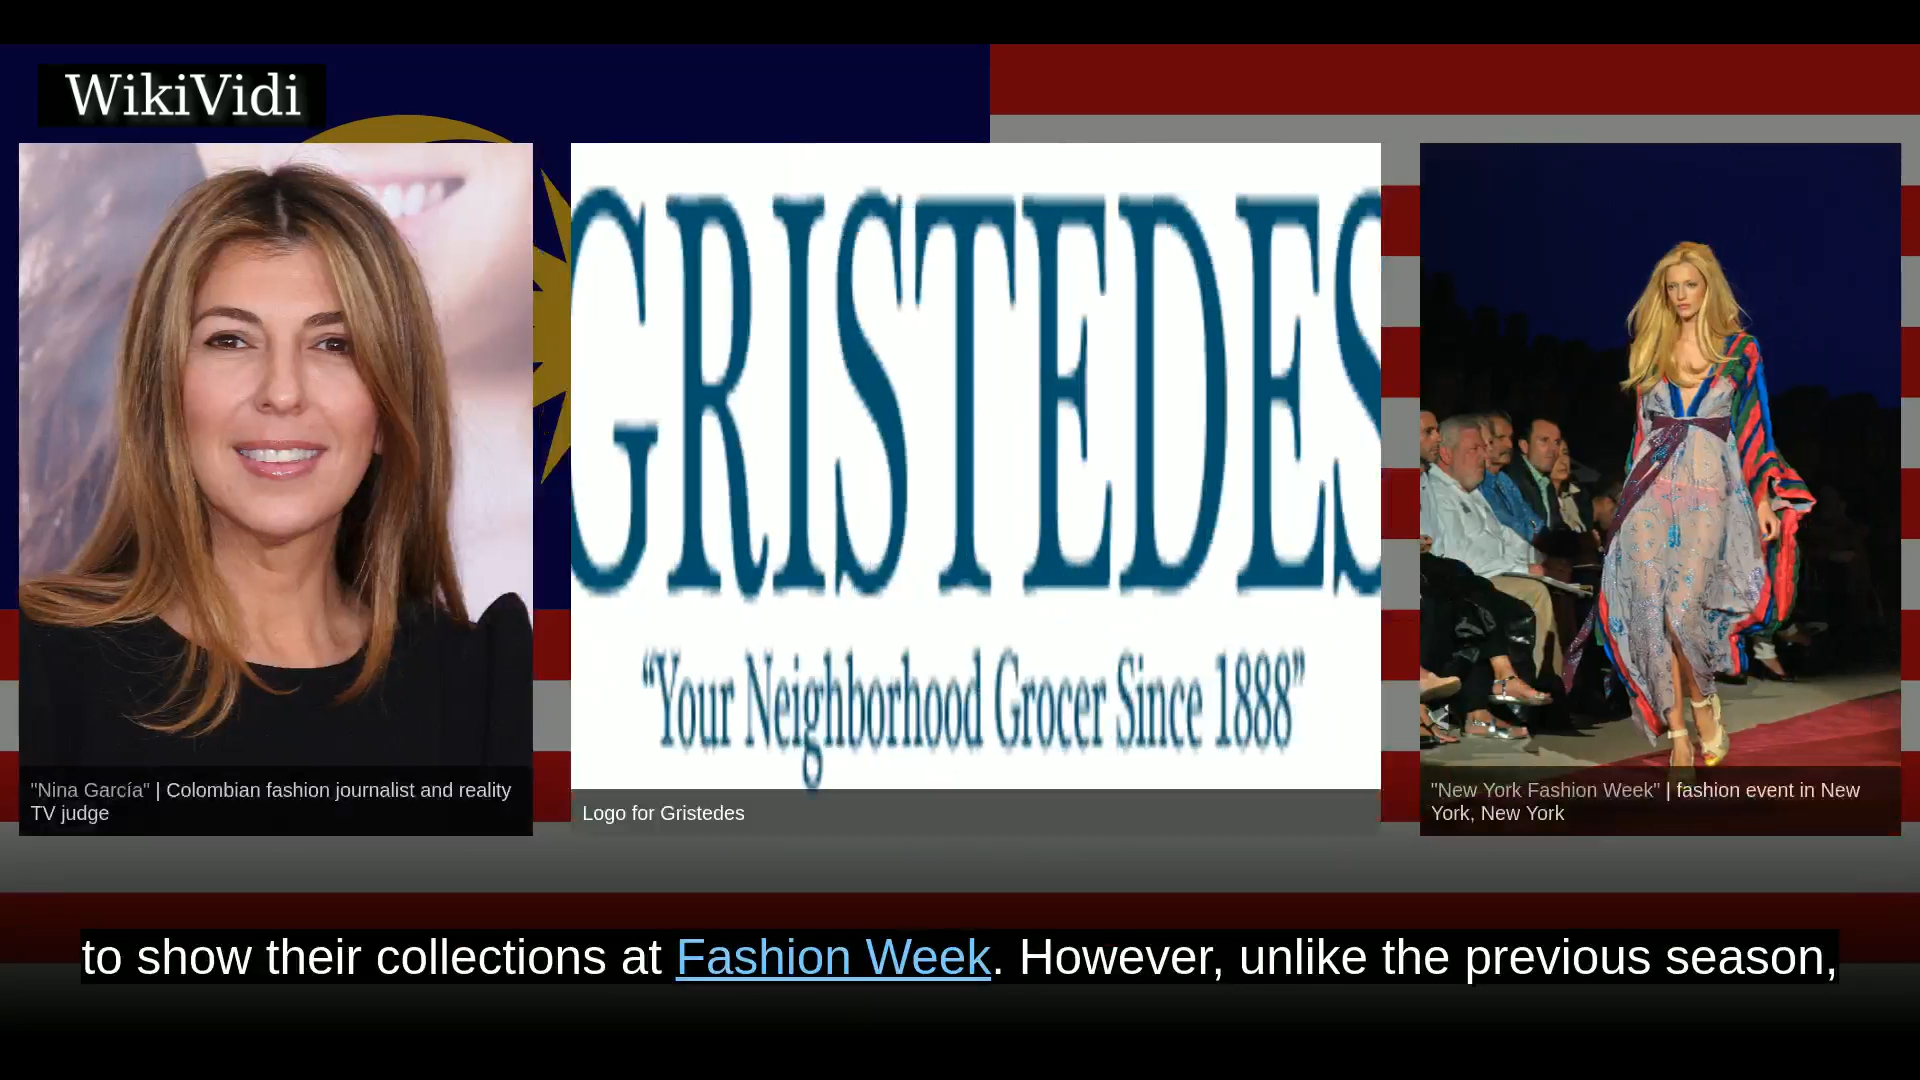 WikiVidi
GRISTEDES
“Your Neighborhood Grocer Since 1888”
"Nina García" | Colombian fashion journalist and reality
TV judge
Logo for Gristedes
"New York Fashion Week" | fashion event in New
York, New York
to show their collections at Fashion Week. However, unlike the previous season,